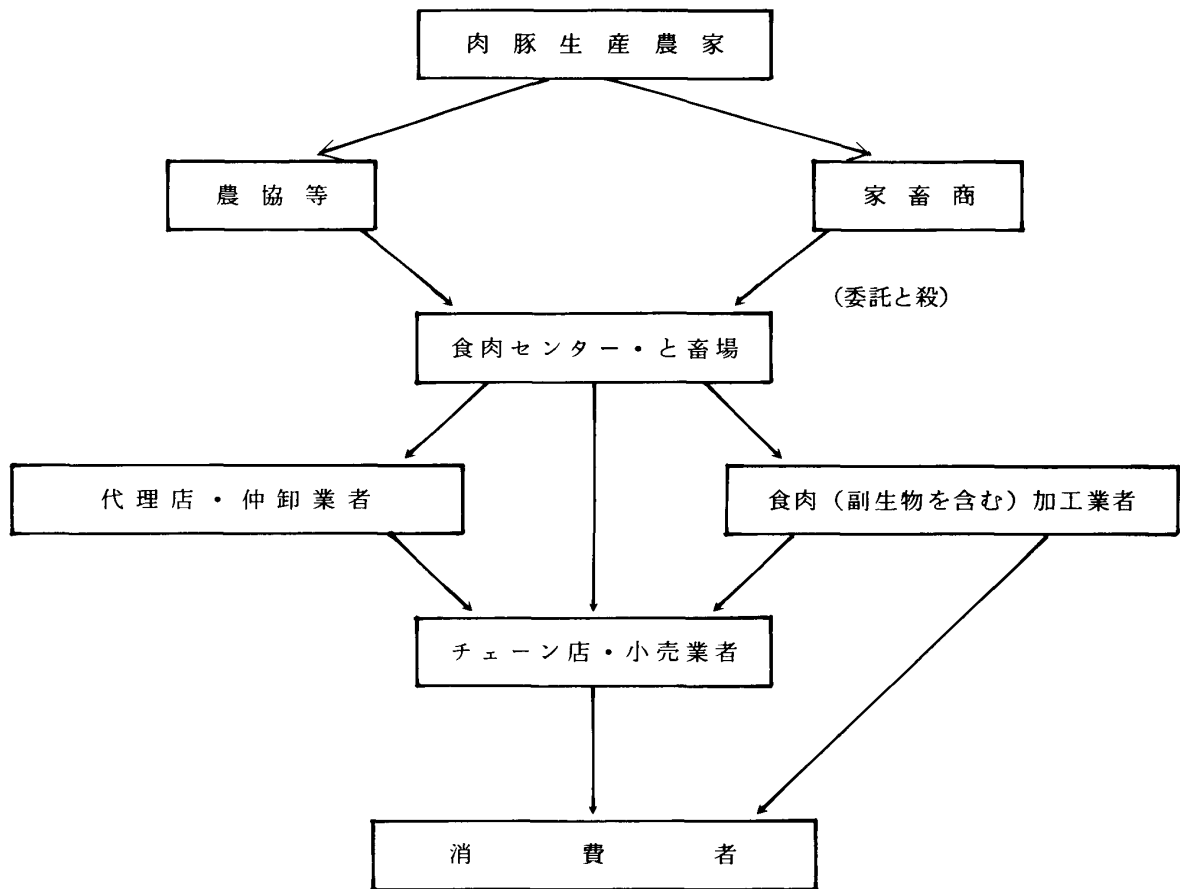 肉豚生産農家
農協等
家畜商
（委託と殺）
食肉センター・と畜場
代理店・仲卸業者
食肉（副生物を含む）加工業者
チェーン店・小売業者
消費者